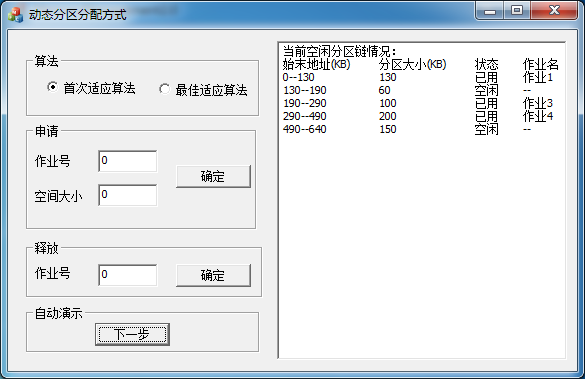 动态分区分配方式
算法
首次适应算法 最佳适应算法
申请
作业号 0
空间大小 0
确定
释放
作业号 0 确定
自动演示
下一步
当前空闲分区链情况：
始末地址(KB) 分区大小(KB) 状态 作业名
0--130 130 已用 作业1
130--190 60 空闲 --
190--290 100 已用 作业3
290--490 200 已用 作业4
490--640 150 空闲 --